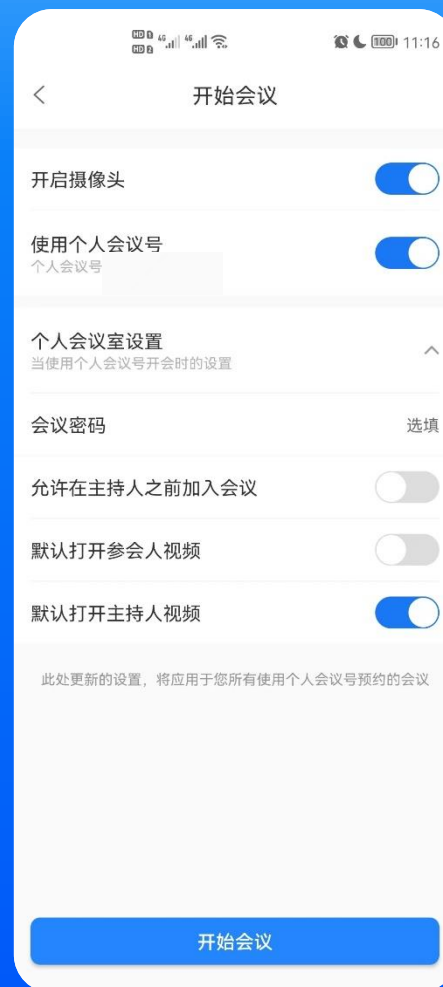 HD 1 4G 4G 100 11:16
HD 2
开始会议
开启摄像头
使用个人会议号
个人会议号
个人会议室设置
当使用个人会议号开会时的设置
会议密码 选填
允许在主持人之前加入会议
默认打开参会人视频
默认打开主持人视频
此处更新的设置，将应用于您所有使用个人会议号预约的会议
开始会议